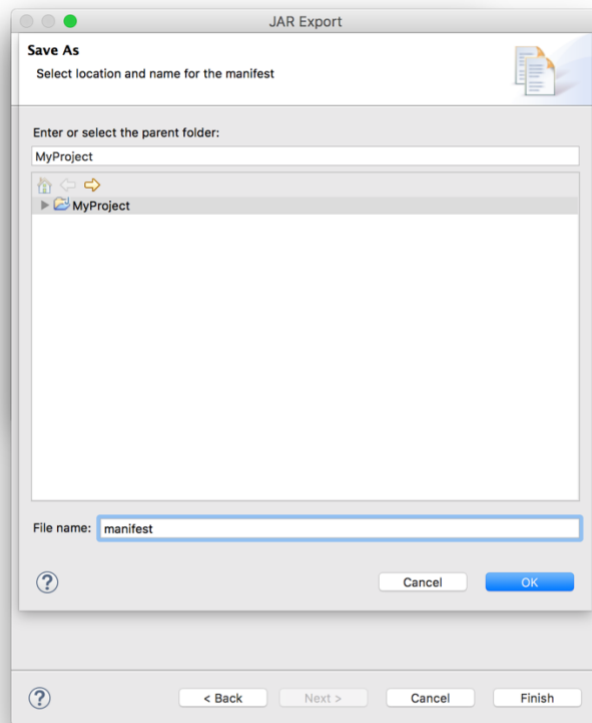 JAR Export
Save As
Select location and name for the manifest
Enter or select the parent folder:
MyProject
MyProject
File name: manifest
? Cancel OK
? < Back Next > Cancel Finish